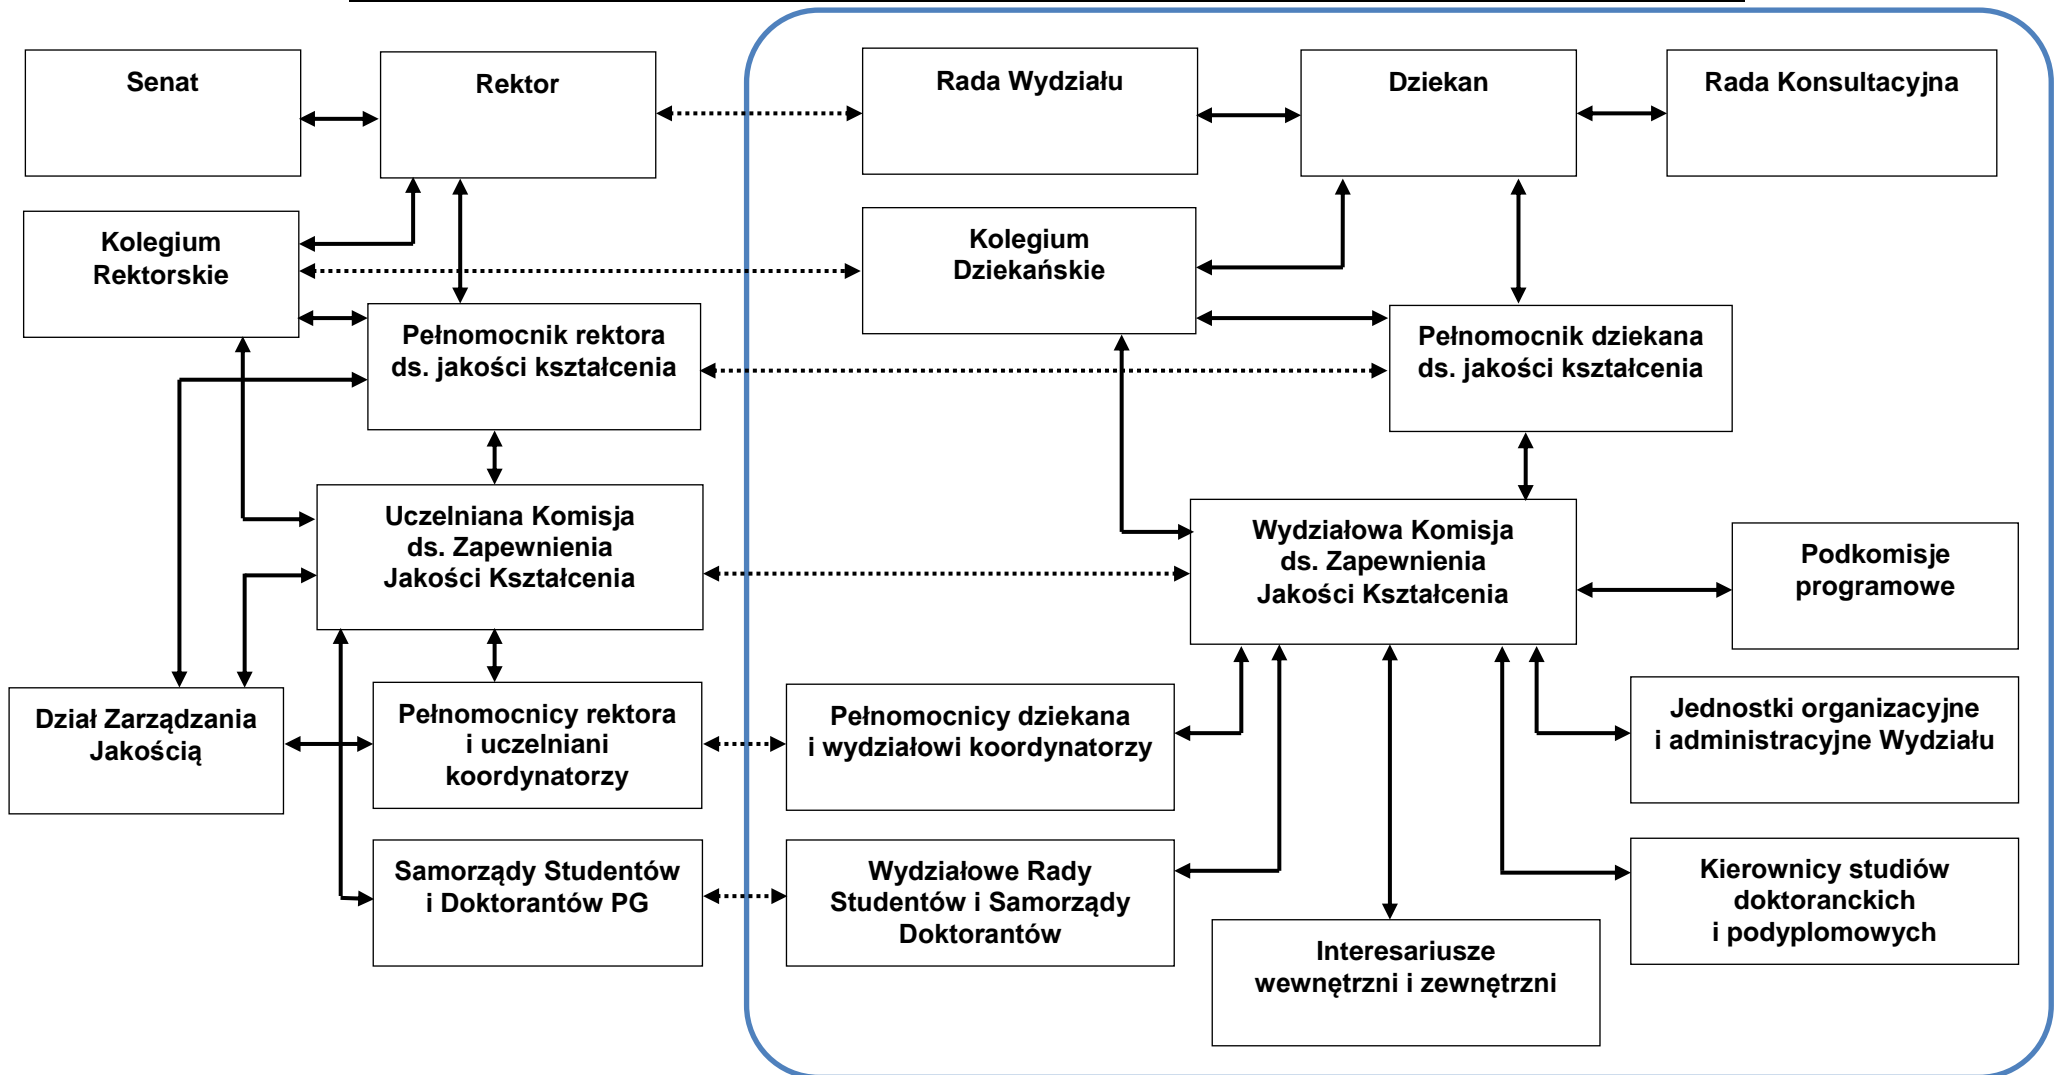 Senat
Rektor
Rada Wydziału
Dziekan
Rada Konsultacyjna
Kolegium
Rektorskie
Kolegium
Dziekańskie
Pełnomocnik rektora
ds. jakości kształcenia
Pełnomocnik dziekana
ds. jakości kształcenia
Uczelniana Komisja
ds. Zapewnienia
Jakości Kształcenia
Wydziałowa Komisja
ds. Zapewnienia
Jakości Kształcenia
Podkomisje
programowe
Dział Zarządzania
Jakością
Pełnomocnicy rektora
i uczelniani
koordynatorzy
Pełnomocnicy dziekana
i wydziałowi koordynatorzy
Jednostki organizacyjne
i administracyjne Wydziału
Samorządy Studentów
i Doktorantów PG
Wydziałowe Rady
Studentów i Samorządy
Doktorantów
Interesariusze
wewnętrzni i zewnętrzni
Kierownicy studiów
doktoranckich
i podyplomowych